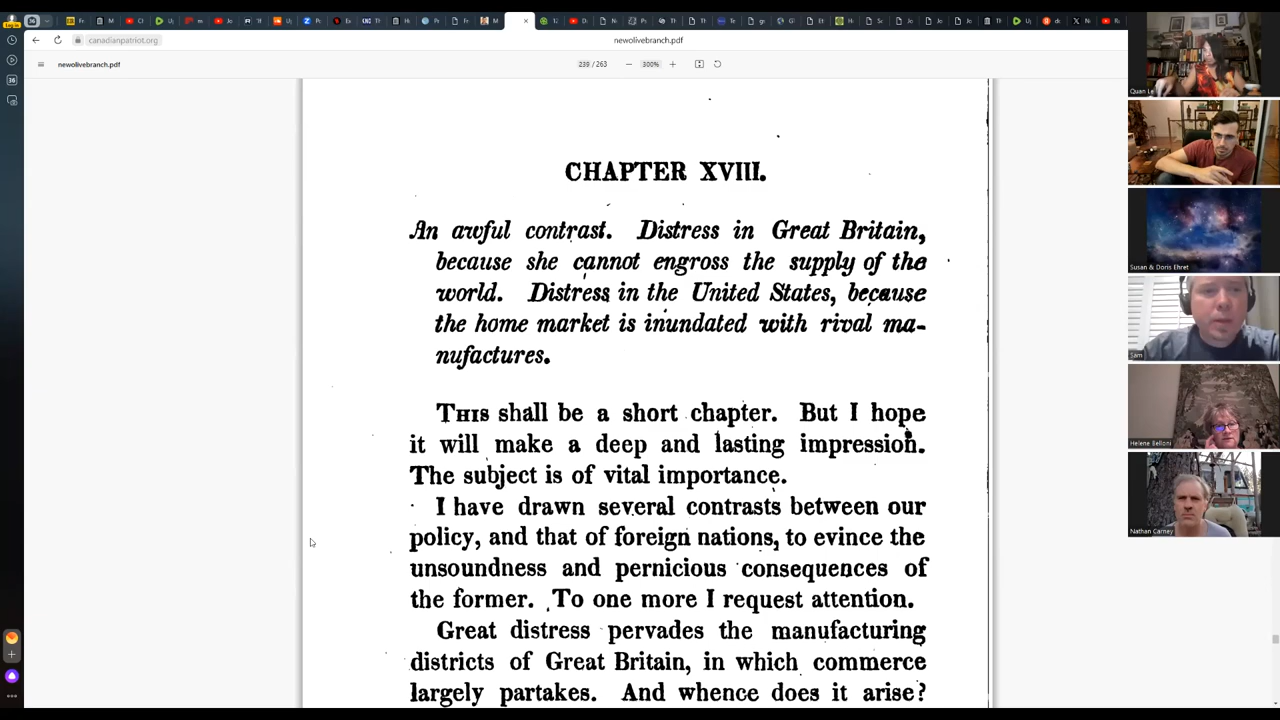 canadianpatriot.org
newolivebranch.pdf
newolivebranch.pdf
239 / 263
300%
CHAPTER XVIII.
An awful contrast. Distress in Great Britain,
because she cannot engross the supply of the
orld. Distress in the United States, because
e home market is inundated with rival ma-
nufactures.
THIS shall be a short chapter. But I hope
it will make a deep and lasting impression.
The subject is of vital importance.
I have drawn several contrasts between our
policy, and that of foreign nations, to evince the
unsoundness and pernicious consequences of
the former. To one more I request attention.
Great distress pervades the manufacturing
districts of Great Britain, in which commerce
largely partakes. And whence does it arise?
Quan Le
Susan & Doris Ehret
Sam
Helene Belloni
Nathan Carney